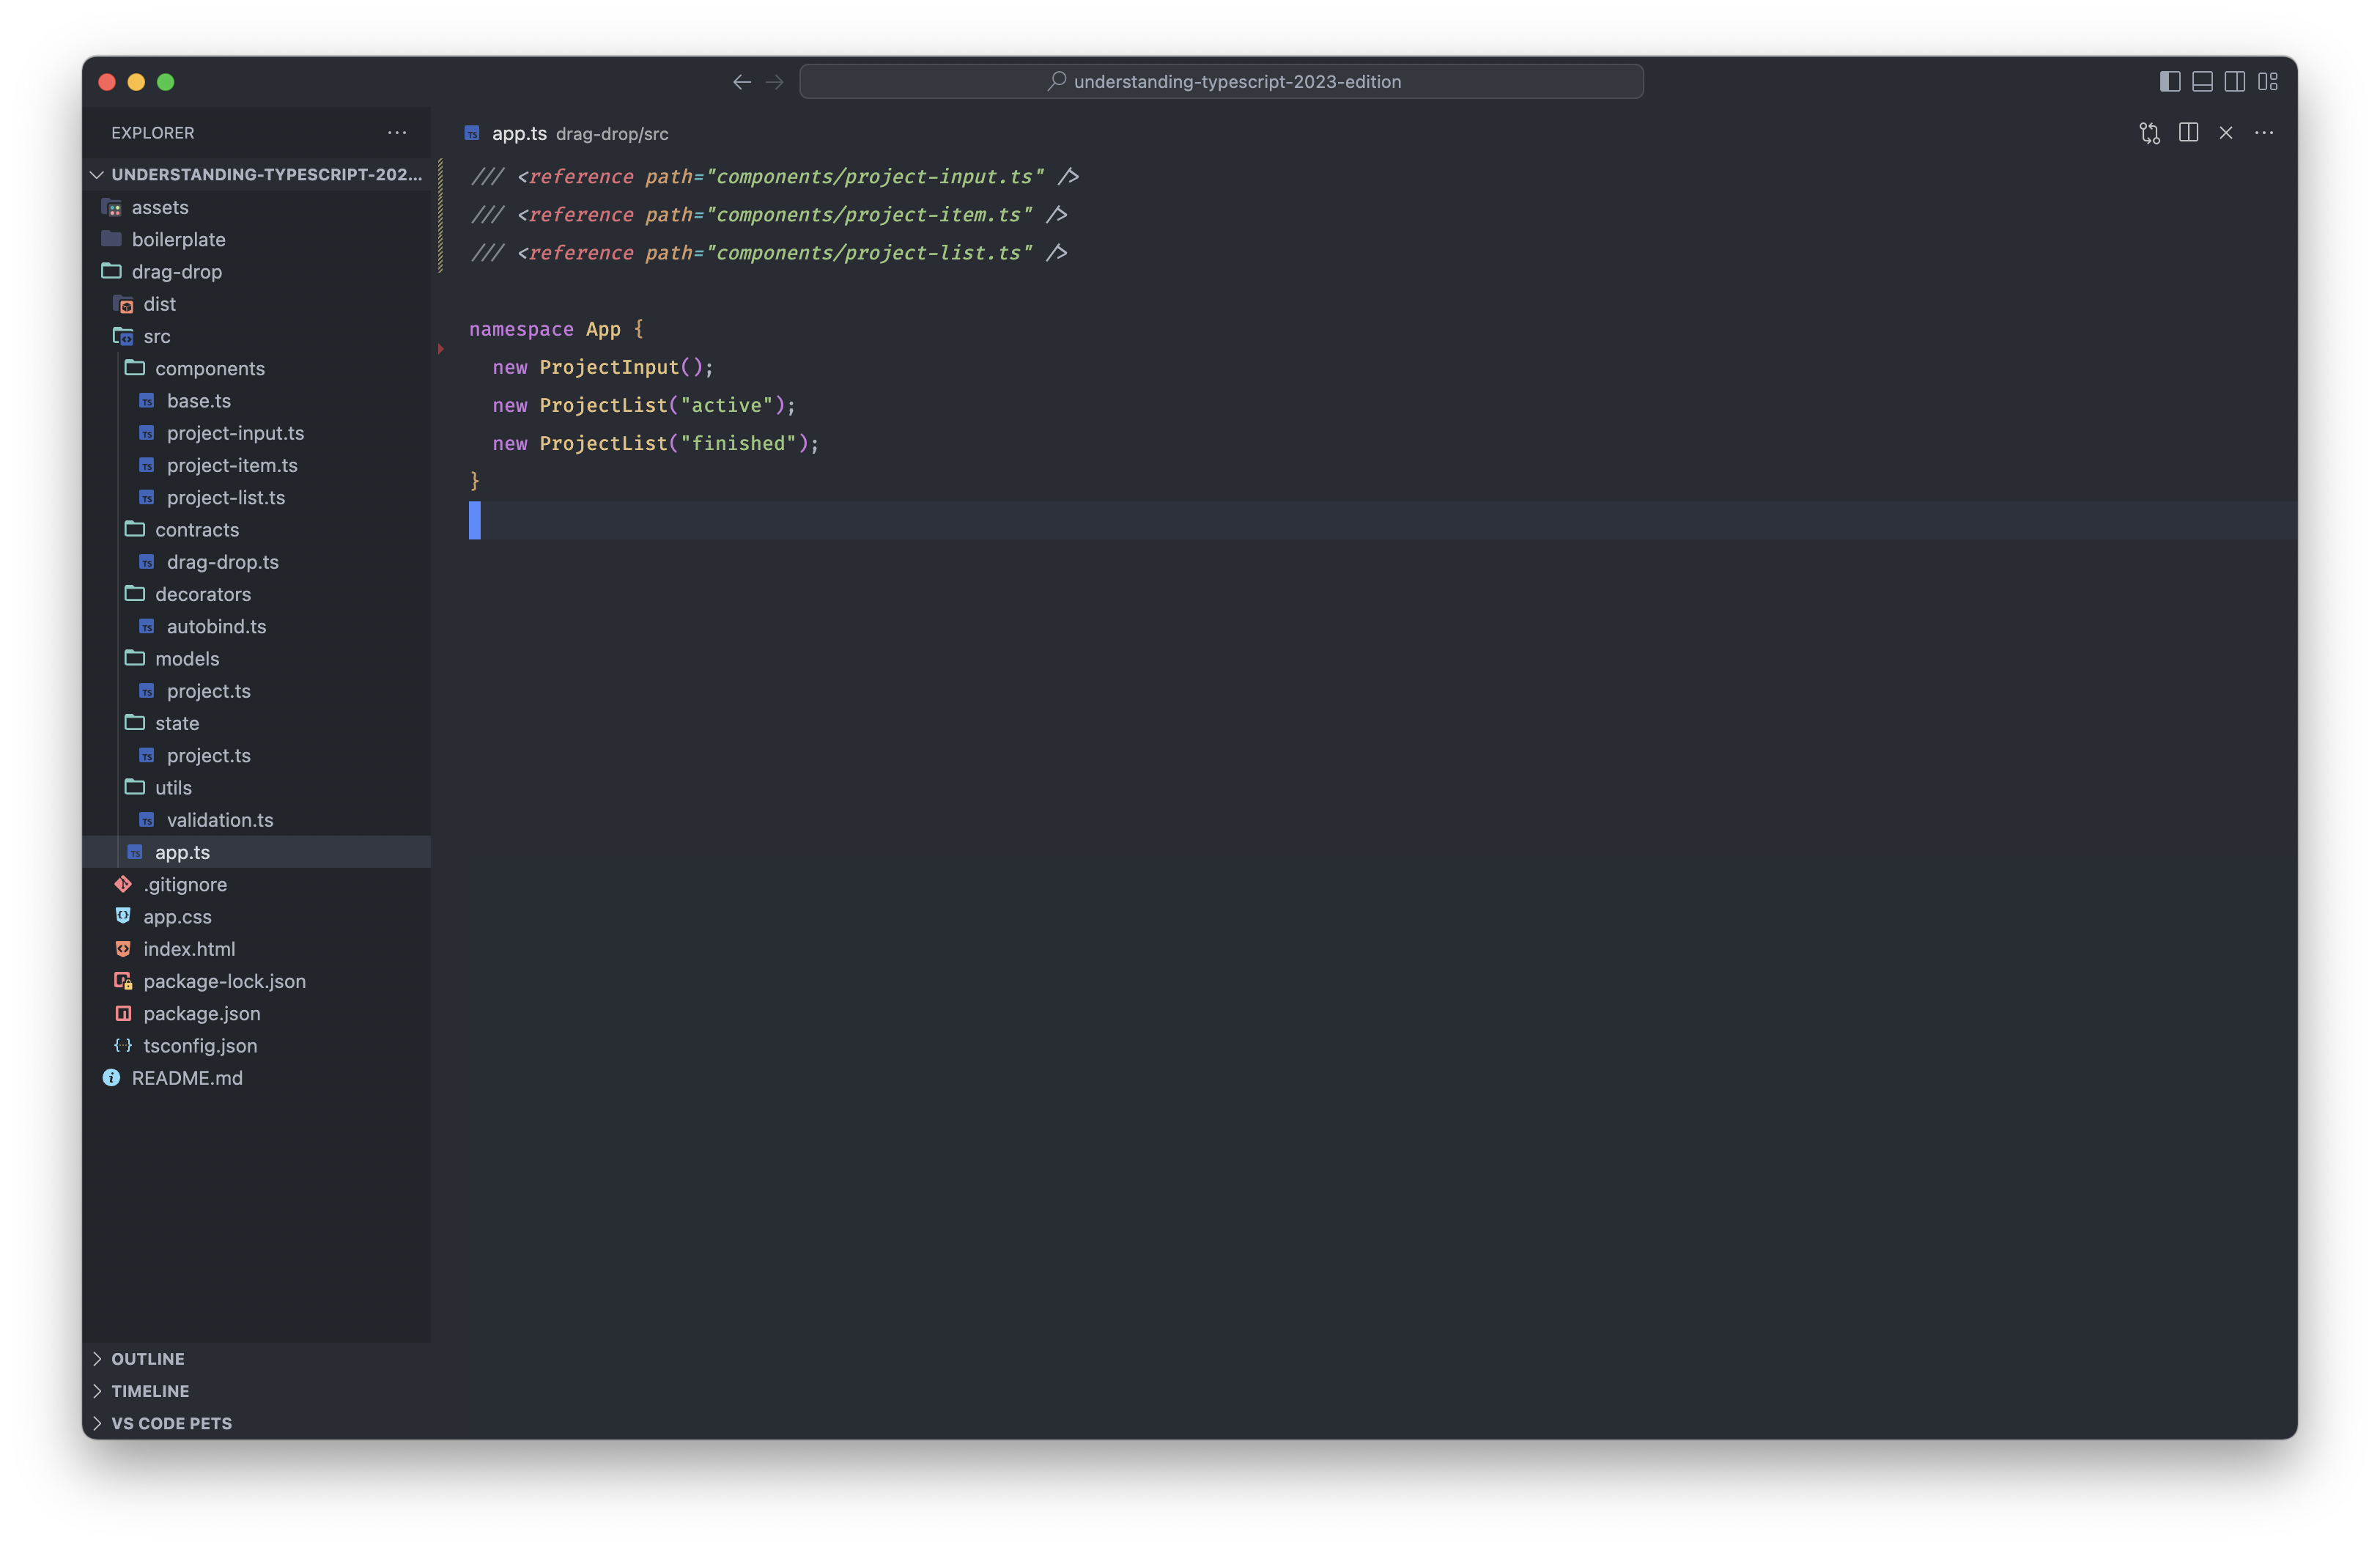 understanding-typescript-2023-edition
EXPLORER
UNDERSTANDING-TYPESCRIPT-202...
assets
boilerplate
drag-drop
dist
src
components
base.ts
project-input.ts
project-item.ts
project-list.ts
contracts
drag-drop.ts
decorators
autobind.ts
models
project.ts
state
project.ts
utils
validation.ts
app.ts
.gitignore
app.css
index.html
package-lock.json
package.json
tsconfig.json
README.md
OUTLINE
TIMELINE
VS CODE PETS
app.ts drag-drop/src
/// <reference path="components/project-input.ts" />
/// <reference path="components/project-item.ts" />
/// <reference path="components/project-list.ts" />
namespace App {
new ProjectInput();
new ProjectList("active");
new ProjectList("finished");
}